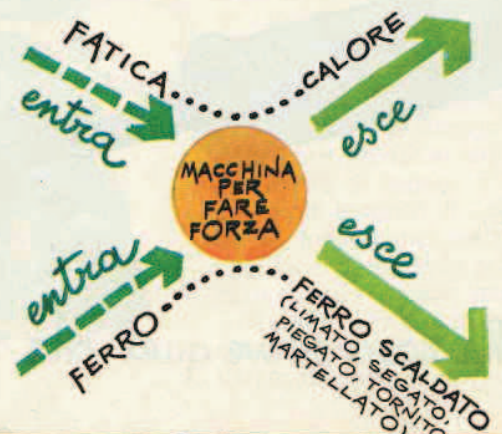 FATICA
entra
CALORE
esce
MACCHINA
PER
FARE
FORZA
entra
FERRO
esce
FERRO SCALDATO
(LIMATO, SEGATO,
PIEGATO, TORNITO,
MARTELLATO)